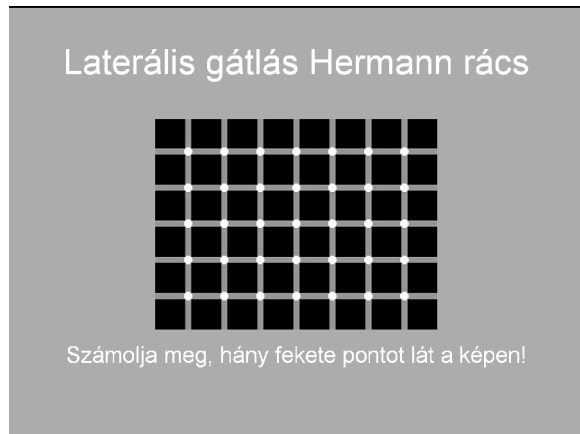 Laterális gátlás Hermann rács
Számolja meg, hány fekete pontot lát a képen!